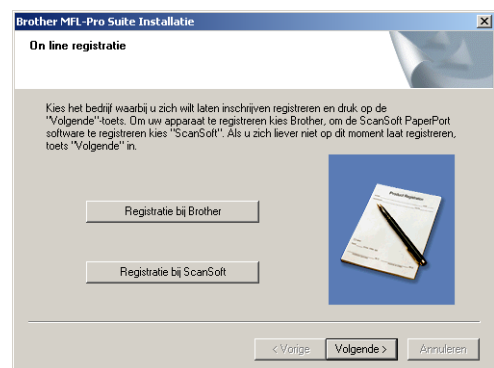 Brother MFL-Pro Suite Installatie
On line registratie
Kies het bedrijf waarbij u zich wilt laten inschrijven registreren en druk op de
"Volgende"-toets. Om uw apparaat te registreren kies Brother, om de ScanSoft PaperPort
software te registreren kies "ScanSoft". Als u zich liever niet op dit moment laat registreren,
toets "Volgende" in.
Product Registration
Registratie bij Brother
Registratie bij ScanSoft
< Vorige
Volgende >
Annuleren